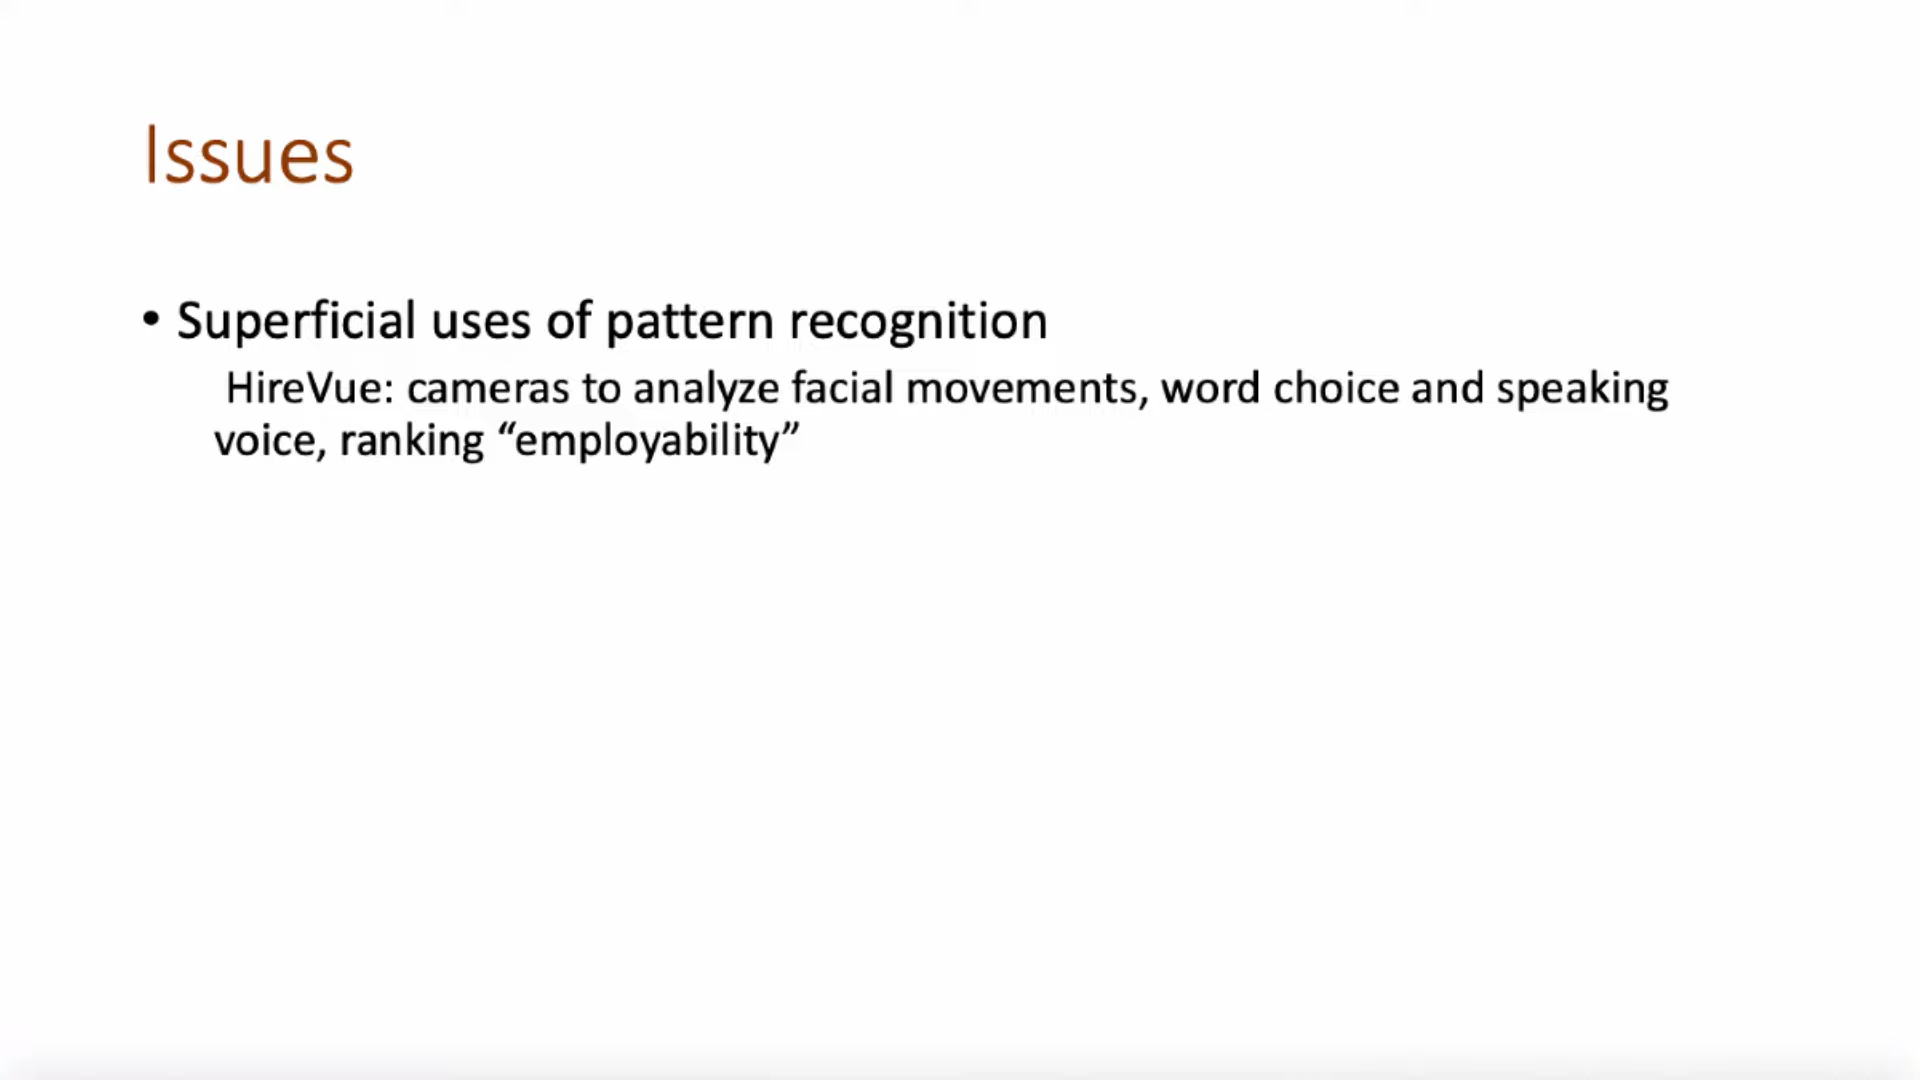 Issues
• Superficial uses of pattern recognition
HireVue: cameras to analyze facial movements, word choice and speaking
voice, ranking “employability”